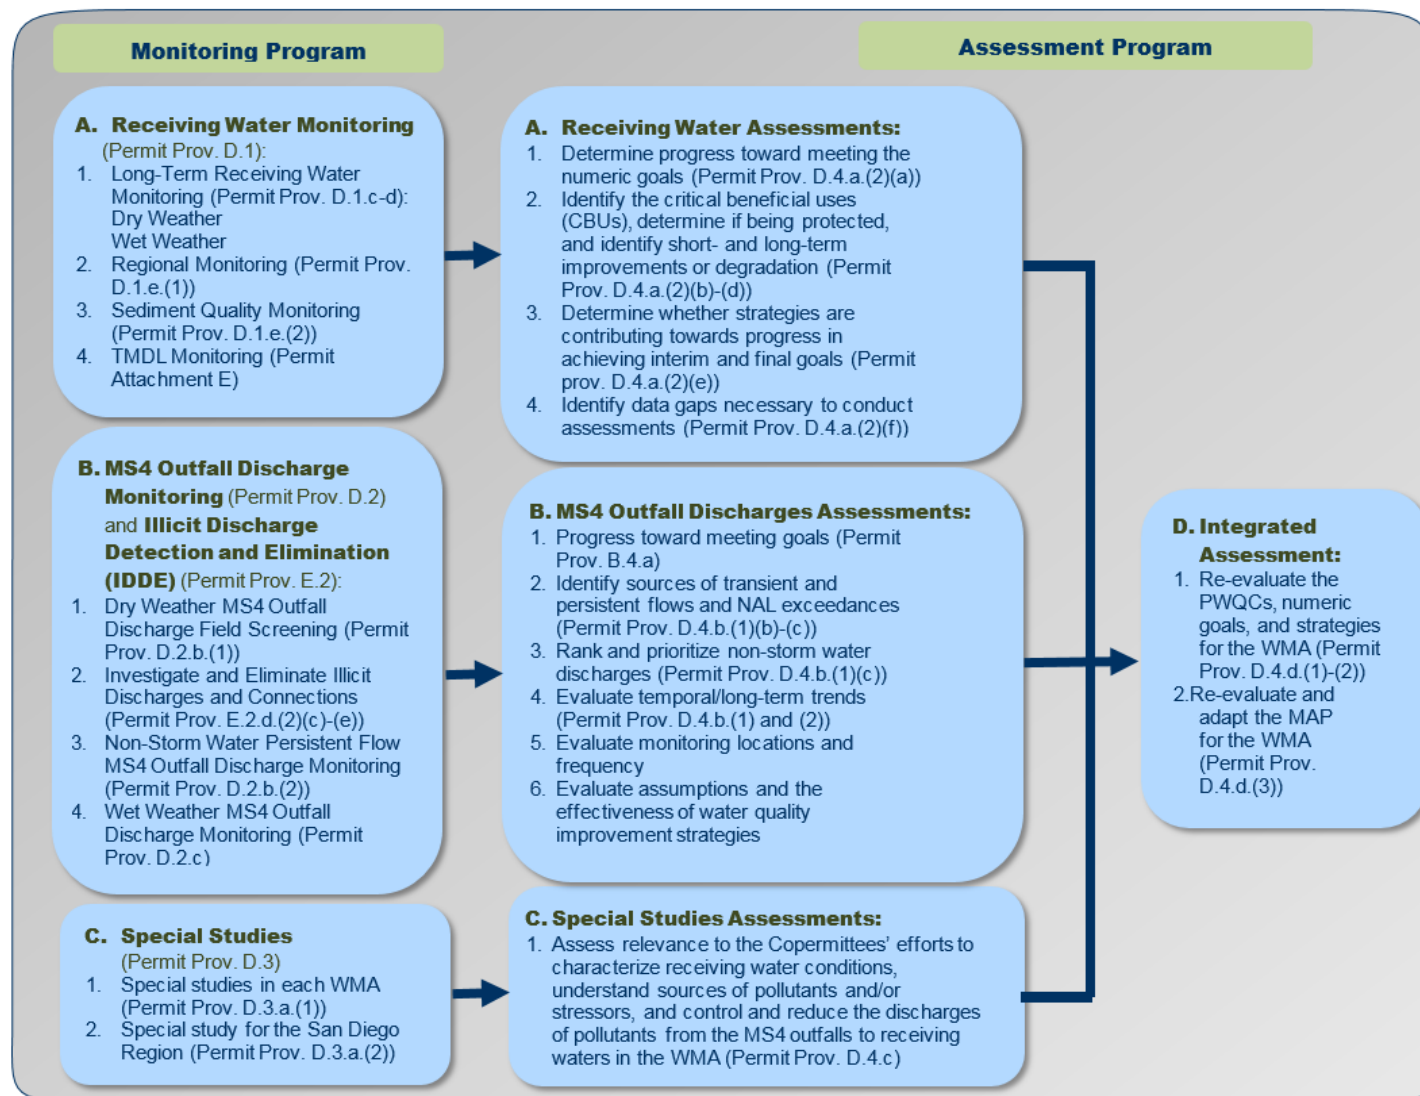 Monitoring Program
Assessment Program
A. Receiving Water Monitoring
(Permit Prov. D.1):
1. Long-Term Receiving Water
Monitoring (Permit Prov. D.1.c-d):
Dry Weather
Wet Weather
2. Regional Monitoring (Permit Prov.
D.1.e.(1))
3. Sediment Quality Monitoring
(Permit Prov. D.1.e.(2))
4. TMDL Monitoring (Permit
Attachment E)
A. Receiving Water Assessments:
1. Determine progress toward meeting the
numeric goals (Permit Prov. D.4.a.(2)(a))
2. Identify the critical beneficial uses
(CBUs), determine if being protected,
and identify short- and long-term
improvements or degradation (Permit
Prov. D.4.a.(2)(b)-(d))
3. Determine whether strategies are
contributing towards progress in
achieving interim and final goals (Permit
prov. D.4.a.(2)(e))
4. Identify data gaps necessary to conduct
assessments (Permit Prov. D.4.a.(2)(f))
B. MS4 Outfall Discharge
Monitoring (Permit Prov. D.2)
and Illicit Discharge
Detection and Elimination
(IDDE) (Permit Prov. E.2):
1. Dry Weather MS4 Outfall
Discharge Field Screening (Permit
Prov. D.2.b.(1))
2. Investigate and Eliminate Illicit
Discharges and Connections
(Permit Prov. E.2.d.(2)(c)-(e))
3. Non-Storm Water Persistent Flow
MS4 Outfall Discharge Monitoring
(Permit Prov. D.2.b.(2))
4. Wet Weather MS4 Outfall
Discharge Monitoring (Permit
Prov. D.2.c)
B. MS4 Outfall Discharges Assessments:
1. Progress toward meeting goals (Permit
Prov. B.4.a)
2. Identify sources of transient and
persistent flows and NAL exceedances
(Permit Prov. D.4.b.(1)(b)-(c))
3. Rank and prioritize non-storm water
discharges (Permit Prov. D.4.b.(1)(c))
4. Evaluate temporal/long-term trends
(Permit Prov. D.4.b.(1) and (2))
5. Evaluate monitoring locations and
frequency
6. Evaluate assumptions and the
effectiveness of water quality
improvement strategies
C. Special Studies
(Permit Prov. D.3)
1. Special studies in each WMA
(Permit Prov. D.3.a.(1))
2. Special study for the San Diego
Region (Permit Prov. D.3.a.(2))
C. Special Studies Assessments:
1. Assess relevance to the Copermittees' efforts to
characterize receiving water conditions,
understand sources of pollutants and/or
stressors, and control and reduce the discharges
of pollutants from the MS4 outfalls to receiving
waters in the WMA (Permit Prov. D.4.c)
D. Integrated
Assessment:
1. Re-evaluate the
PWQCs, numeric
goals, and strategies
for the WMA (Permit
Prov. D.4.d.(1)-(2))
2.Re-evaluate and
adapt the MAP
for the WMA
(Permit Prov.
D.4.d.(3))